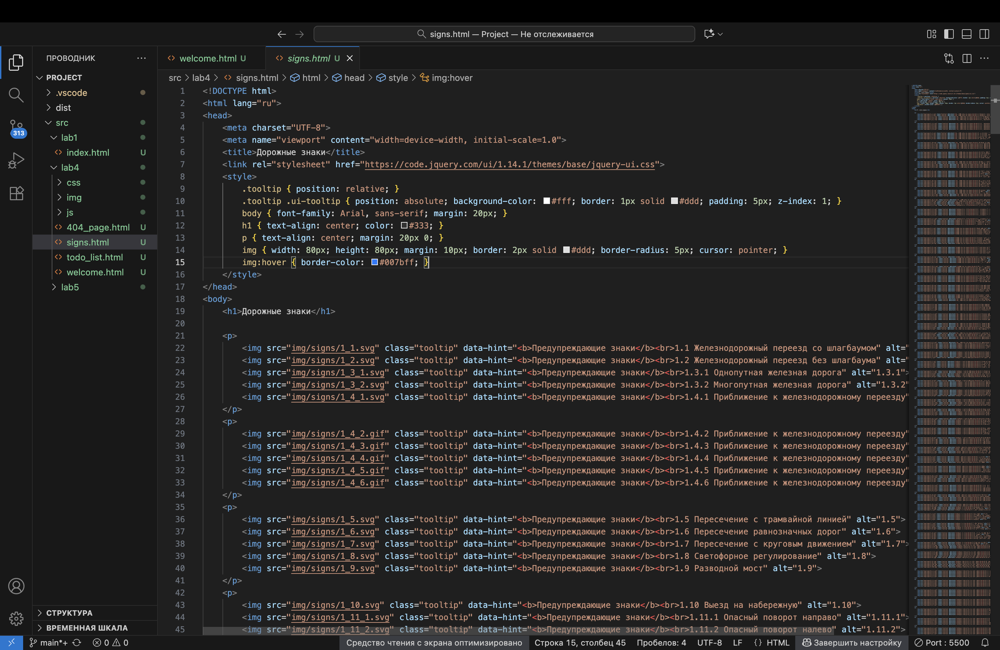 signs.html — Project — Не отслеживается
ПРОВОДНИК
PROJECT
.vscode
dist
src
lab1
index.html U
lab4
css
img
js
404_page.html U
signs.html U
todo_list.html U
welcome.html U
lab5
СТРУКТУРА
ВРЕМЕННАЯ ШКАЛА
313
welcome.html U
signs.html U
src > lab4 > signs.html > html > head > style > img:hover
1 <!DOCTYPE html>
2 <html lang="ru">
3 <head>
4 <meta charset="UTF-8">
5 <meta name="viewport" content="width=device-width, initial-scale=1.0">
6 <title>Дорожные знаки</title>
7 <link rel="stylesheet" href="https://code.jquery.com/ui/1.14.1/themes/base/jquery-ui.css">
8 <style>
9 .tooltip { position: relative; }
10 .tooltip .ui-tooltip { position: absolute; background-color: #fff; border: 1px solid #ddd; padding: 5px; z-index: 1; }
11 body { font-family: Arial, sans-serif; margin: 20px; }
12 h1 { text-align: center; color: #333; }
13 p { text-align: center; margin: 20px 0; }
14 img { width: 80px; height: 80px; margin: 10px; border: 2px solid #ddd; border-radius: 5px; cursor: pointer; }
15 img:hover { border-color: #007bff; }
16 </style>
17 </head>
18 <body>
19 <h1>Дорожные знаки</h1>
20
21 <p>
22 <img src="img/signs/1_1.svg" class="tooltip" data-hint="<b>Предупреждающие знаки</b><br>1.1 Железнодорожный переезд со шлагбаумом" alt="
23 <img src="img/signs/1_2.svg" class="tooltip" data-hint="<b>Предупреждающие знаки</b><br>1.2 Железнодорожный переезд без шлагбаума" alt="
24 <img src="img/signs/1_3_1.svg" class="tooltip" data-hint="<b>Предупреждающие знаки</b><br>1.3.1 Однопутная железная дорога" alt="1.3.1">
25 <img src="img/signs/1_3_2.svg" class="tooltip" data-hint="<b>Предупреждающие знаки</b><br>1.3.2 Многопутная железная дорога" alt="1.3.2"
26 <img src="img/signs/1_4_1.svg" class="tooltip" data-hint="<b>Предупреждающие знаки</b><br>1.4.1 Приближение к железнодорожному переезду"
27 </p>
28 <p>
29 <img src="img/signs/1_4_2.gif" class="tooltip" data-hint="<b>Предупреждающие знаки</b><br>1.4.2 Приближение к железнодорожному переезду"
30 <img src="img/signs/1_4_3.gif" class="tooltip" data-hint="<b>Предупреждающие знаки</b><br>1.4.3 Приближение к железнодорожному переезду"
31 <img src="img/signs/1_4_4.gif" class="tooltip" data-hint="<b>Предупреждающие знаки</b><br>1.4.4 Приближение к железнодорожному переезду"
32 <img src="img/signs/1_4_5.gif" class="tooltip" data-hint="<b>Предупреждающие знаки</b><br>1.4.5 Приближение к железнодорожному переезду"
33 <img src="img/signs/1_4_6.gif" class="tooltip" data-hint="<b>Предупреждающие знаки</b><br>1.4.6 Приближение к железнодорожному переезду"
34 </p>
35 <p>
36 <img src="img/signs/1_5.svg" class="tooltip" data-hint="<b>Предупреждающие знаки</b><br>1.5 Пересечение с трамвайной линией" alt="1.5">
37 <img src="img/signs/1_6.svg" class="tooltip" data-hint="<b>Предупреждающие знаки</b><br>1.6 Пересечение равнозначных дорог" alt="1.6">
38 <img src="img/signs/1_7.svg" class="tooltip" data-hint="<b>Предупреждающие знаки</b><br>1.7 Пересечение с круговым движением" alt="1.7">
39 <img src="img/signs/1_8.svg" class="tooltip" data-hint="<b>Предупреждающие знаки</b><br>1.8 Светофорное регулирование" alt="1.8">
40 <img src="img/signs/1_9.svg" class="tooltip" data-hint="<b>Предупреждающие знаки</b><br>1.9 Разводной мост" alt="1.9">
41 </p>
42 <p>
43 <img src="img/signs/1_10.svg" class="tooltip" data-hint="<b>Предупреждающие знаки</b><br>1.10 Выезд на набережную" alt="1.10">
44 <img src="img/signs/1_11_1.svg" class="tooltip" data-hint="<b>Предупреждающие знаки</b><br>1.11.1 Опасный поворот направо" alt="1.11.1">
45 <img src="img/signs/1_11_2.svg" class="tooltip" data-hint="<b>Предупреждающие знаки</b><br>1.11.2 Опасный поворот налево" alt="1.11.2">
main*+ 0 0 Средство чтения с экрана оптимизировано Строка 15, столбец 45 Пробелов: 4 UTF-8 LF {} HTML Завершить настройку Port : 5500